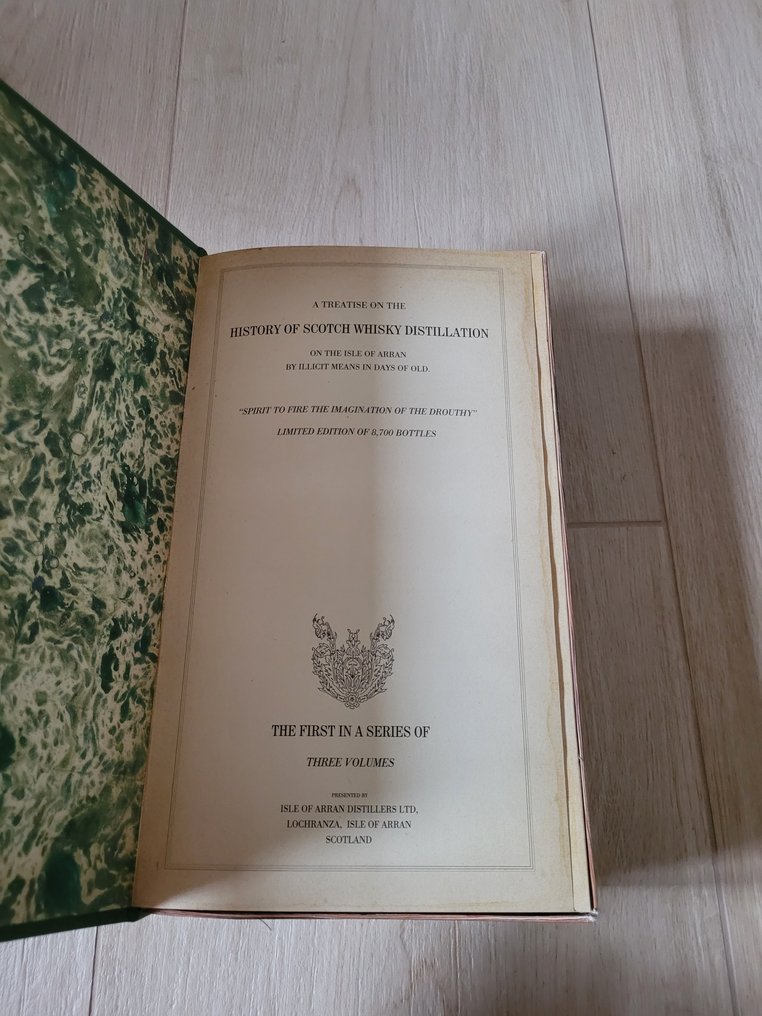 A TREATISE ON THE
HISTORY OF SCOTCH WHISKY DISTILLATION
ON THE ISLE OF ARRAN
BY ILLICIT MEANS IN DAYS OF OLD.
"SPIRIT TO FIRE THE IMAGINATION OF THE DROUTHY"
LIMITED EDITION OF 8,700 BOTTLES
THE FIRST IN A SERIES OF
THREE VOLUMES
PRESENTED BY
ISLE OF ARRAN DISTILLERS LTD,
LOCHRANZA, ISLE OF ARRAN
SCOTLAND